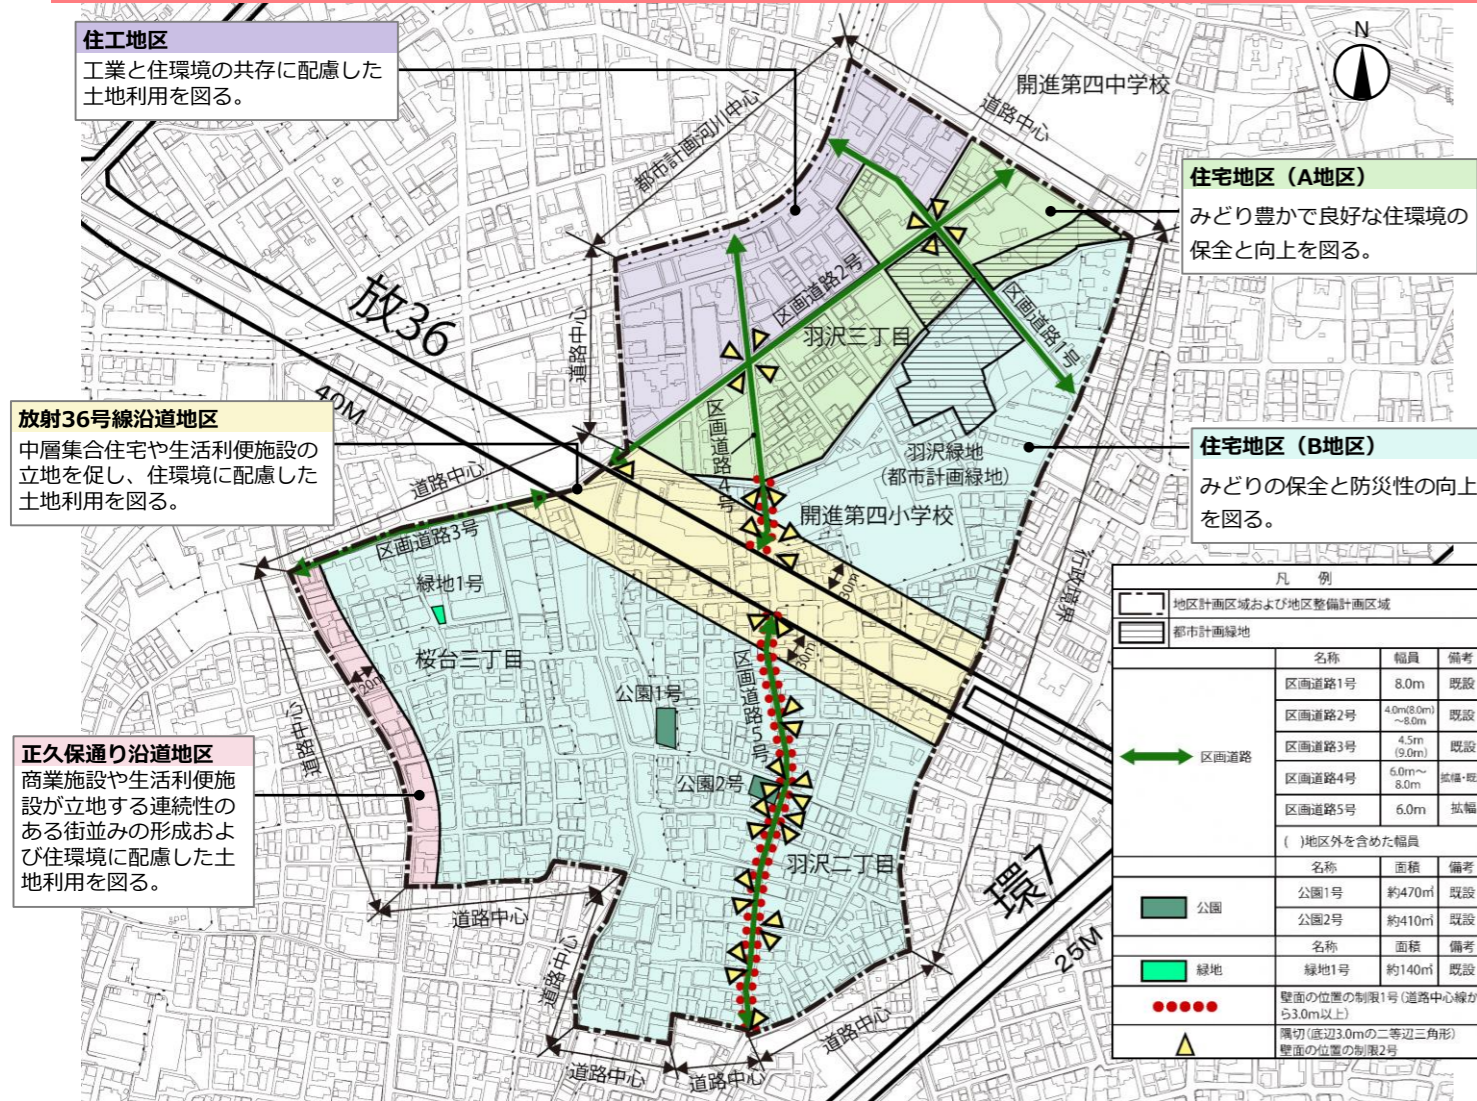 住工地区
工業と住環境の共存に配慮した
土地利用を図る。
N
開進第四中学校
道路中心
都市計画河川中心
住宅地区（A地区）
みどり豊かで良好な住環境の
保全と向上を図る。
放36
40M
道路中心
区画道路2号
羽沢三丁目
区画道路1号
放射36号線沿道地区
中層集合住宅や生活利便施設の
立地を促し、住環境に配慮した
土地利用を図る。
道路中心
区画道路4号
羽沢緑地
(都市計画緑地)
開進第四小学校
住宅地区（B地区）
みどりの保全と防災性の向上
を図る。
区画道路3号
緑地1号
30m
行政境界
桜台三丁目
20m
公園1号
区画道路5号
30m
道路中心
正久保通り沿道地区
商業施設や生活利便施
設が立地する連続性の
ある街並みの形成およ
び住環境に配慮した土
地利用を図る。
公園2号
羽沢二丁目
環7
25M
道路中心
道路中心
道路中心
道路中心
道路中心
凡　例
地区計画区域および地区整備計画区域
都市計画緑地
名称 幅員 備考
区画道路
区画道路1号 8.0m 既設
区画道路2号 4.0m(8.0m)～8.0m 既設
区画道路3号 4.5m(9.0m) 既設
区画道路4号 6.0m～8.0m 拡幅・既
区画道路5号 6.0m 拡幅
(　)地区外を含めた幅員
名称 面積 備考
公園
公園1号 約470㎡ 既設
公園2号 約410㎡ 既設
名称 面積 備考
緑地 緑地1号 約140㎡ 既設
壁面の位置の制限1号(道路中心線か
ら3.0m以上)
隅切(底辺3.0mの二等辺三角形)
壁面の位置の制限2号